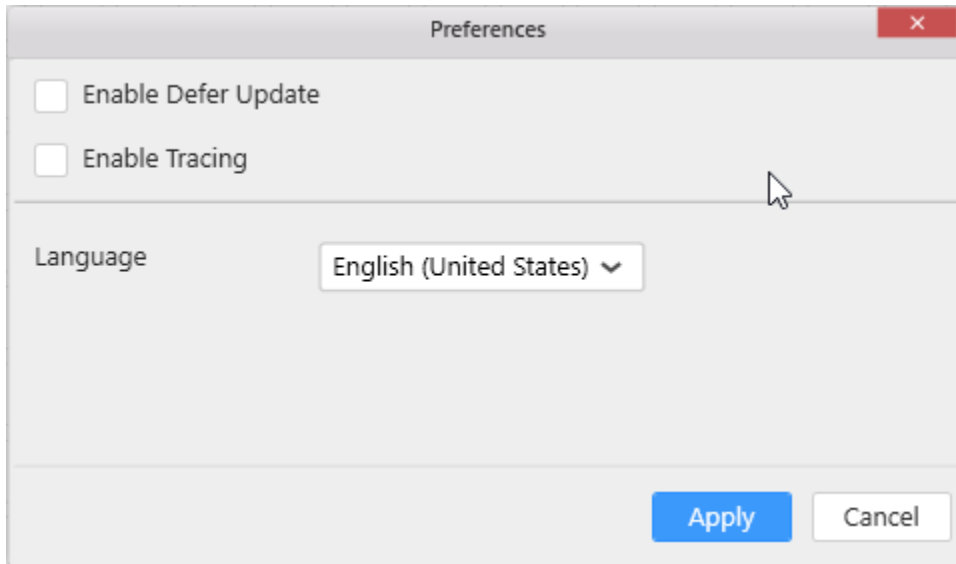 Preferences
Enable Defer Update
Enable Tracing
Language
English (United States)
Apply
Cancel